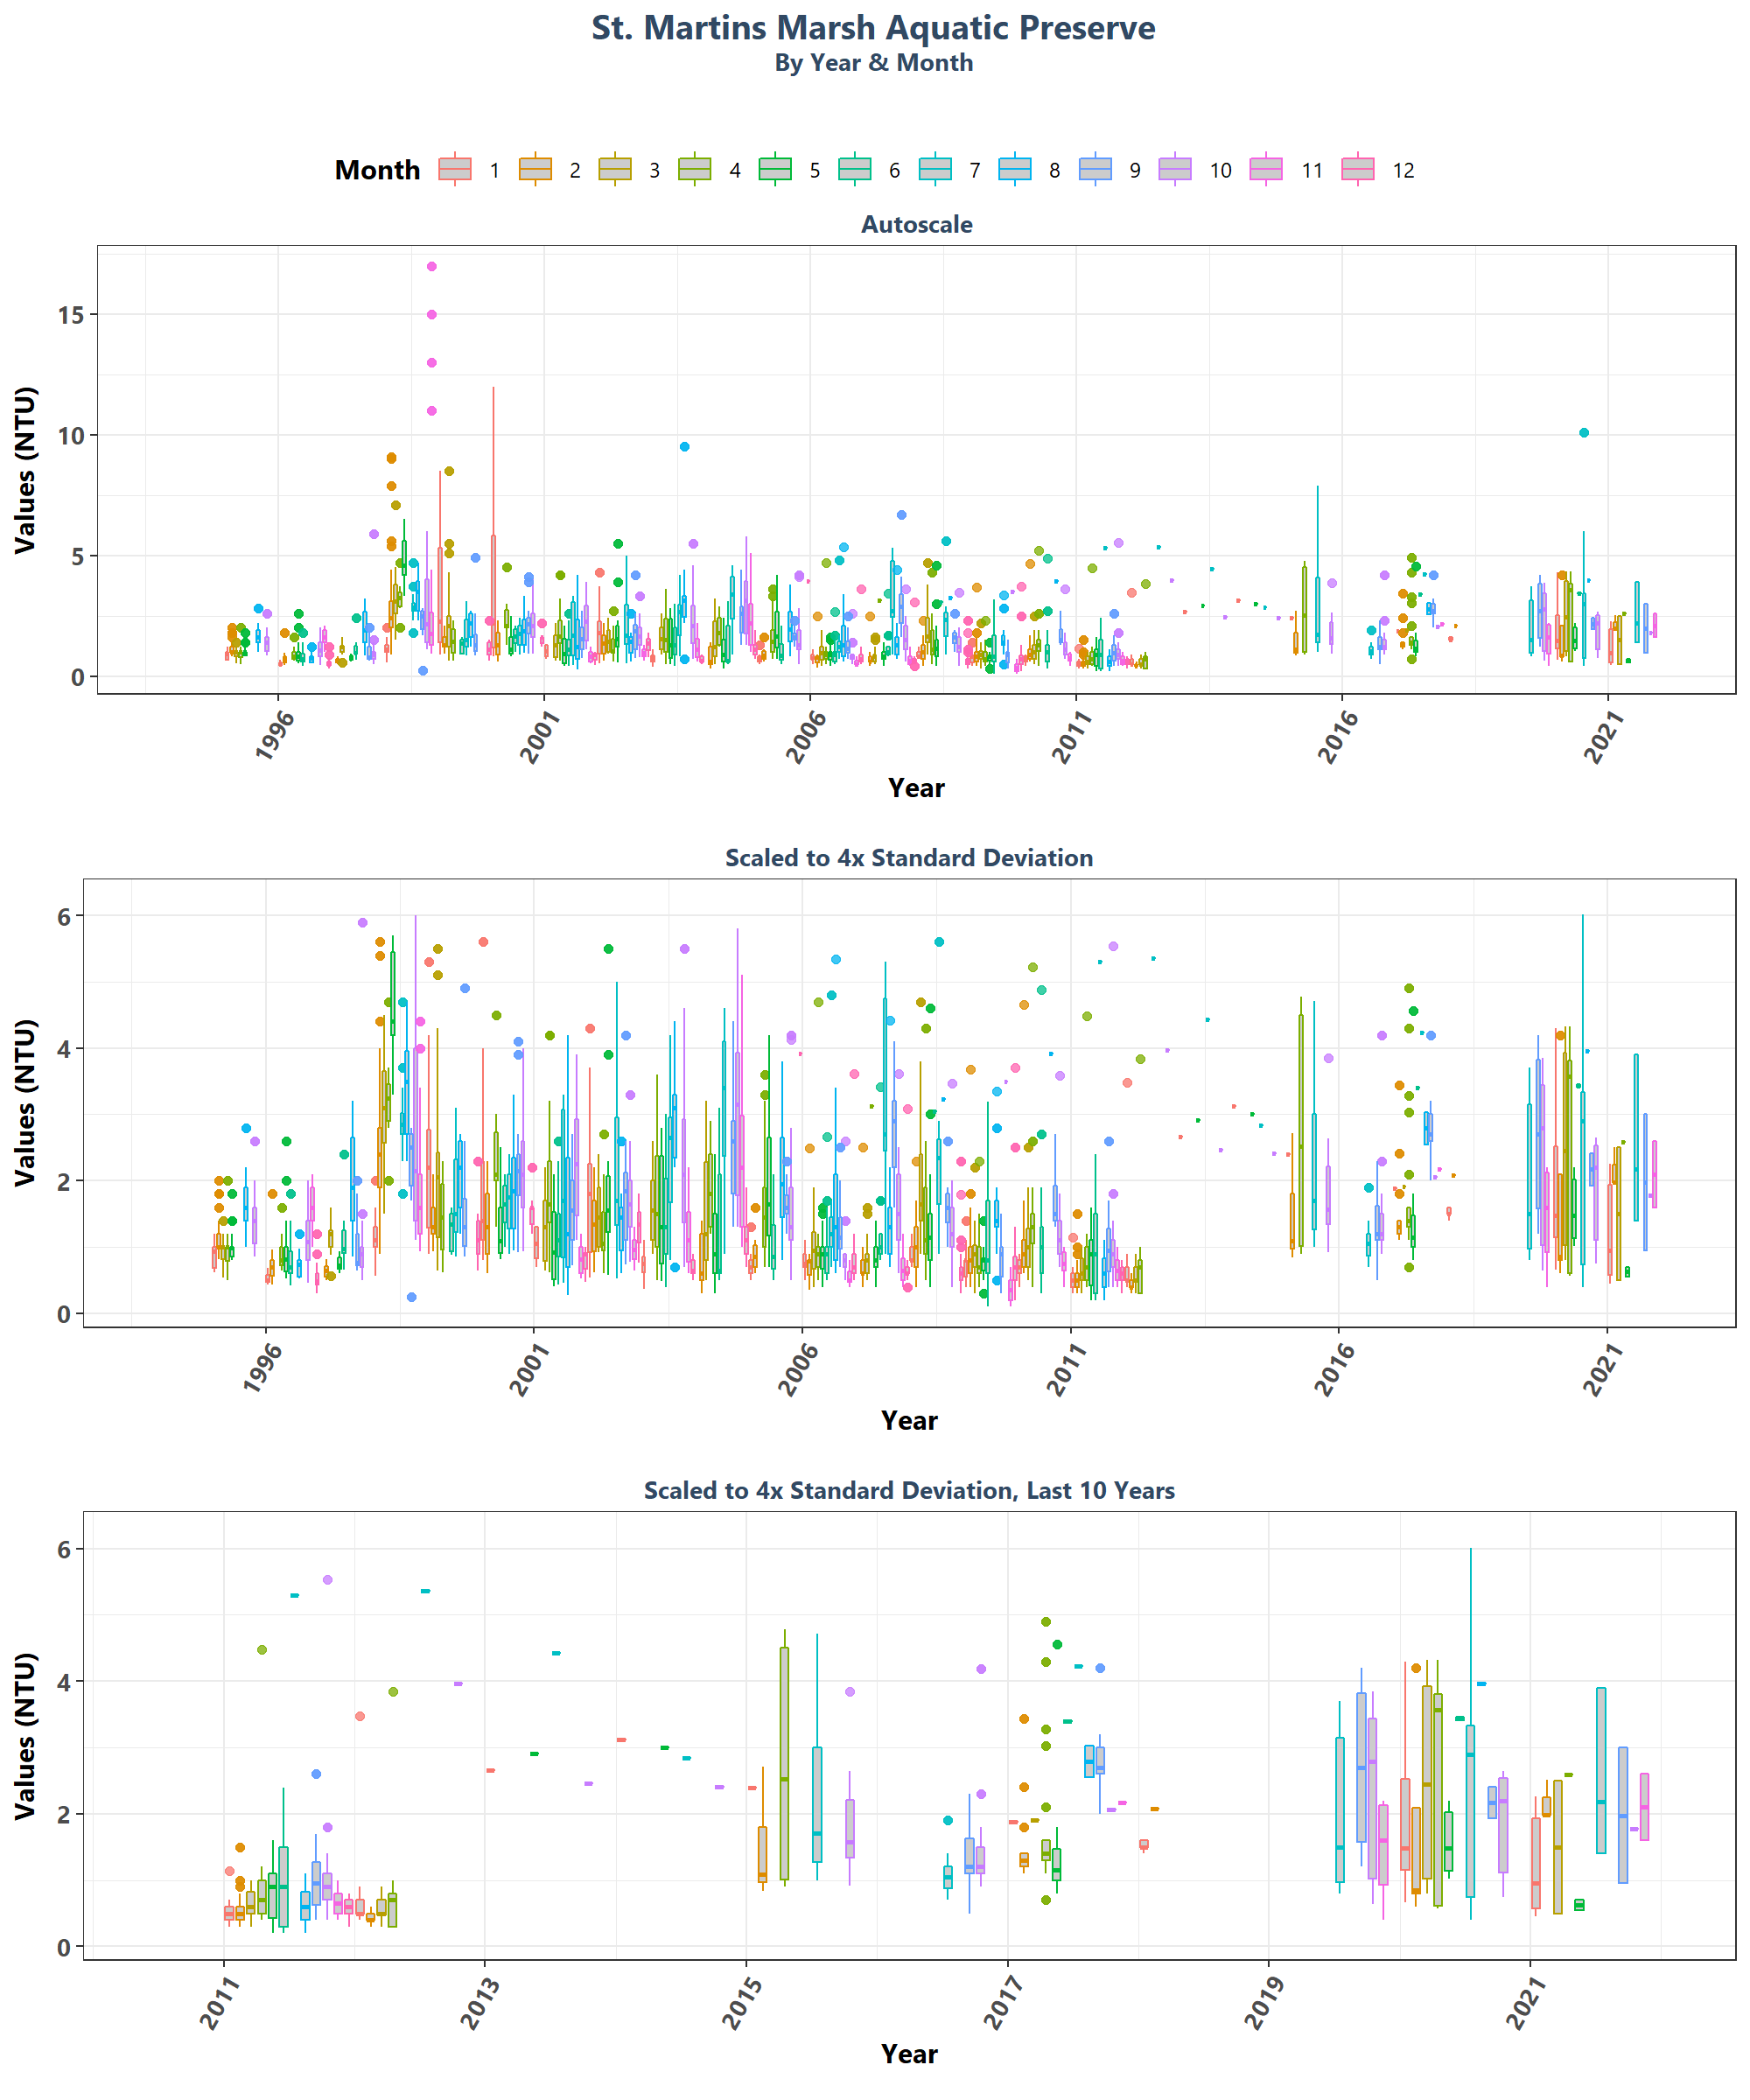 St. Martins Marsh Aquatic Preserve
By Year & Month
Month 1 2 3 4 5 6 7 8 9 10 11 12
Autoscale
Values (NTU)
15
10
5
0
1996 2001 2006 2011 2016 2021
Year
Scaled to 4x Standard Deviation
Values (NTU)
6
4
2
0
1996 2001 2006 2011 2016 2021
Year
Scaled to 4x Standard Deviation, Last 10 Years
Values (NTU)
6
4
2
0
2011 2013 2015 2017 2019 2021
Year